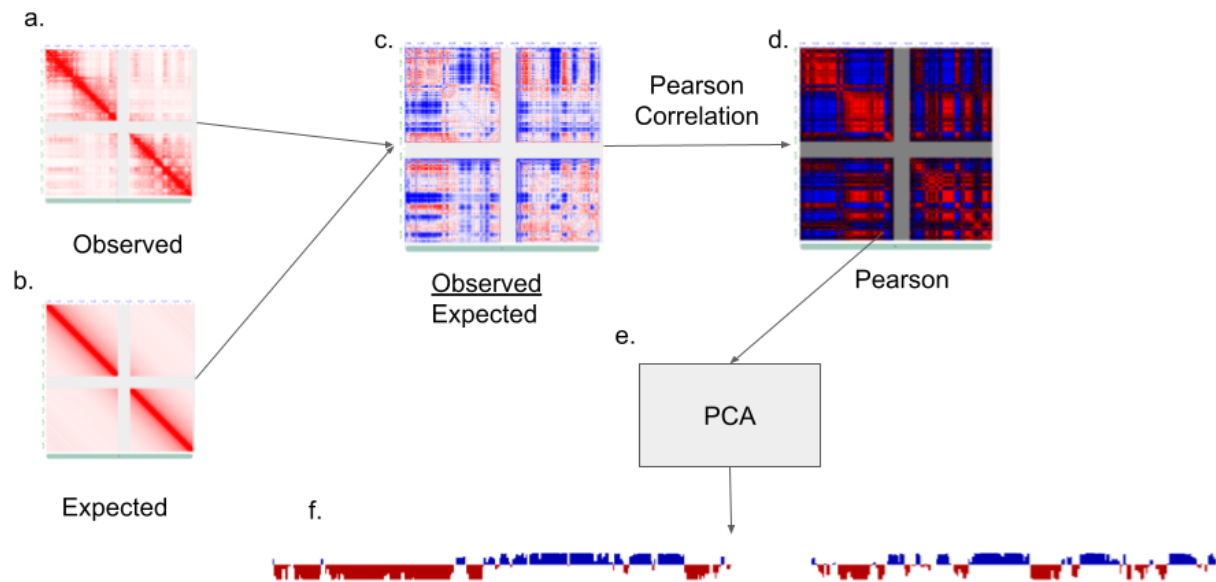 a.
Observed
b.
Expected
c.
Observed
Expected
Pearson
Correlation
d.
Pearson
e.
PCA
f.